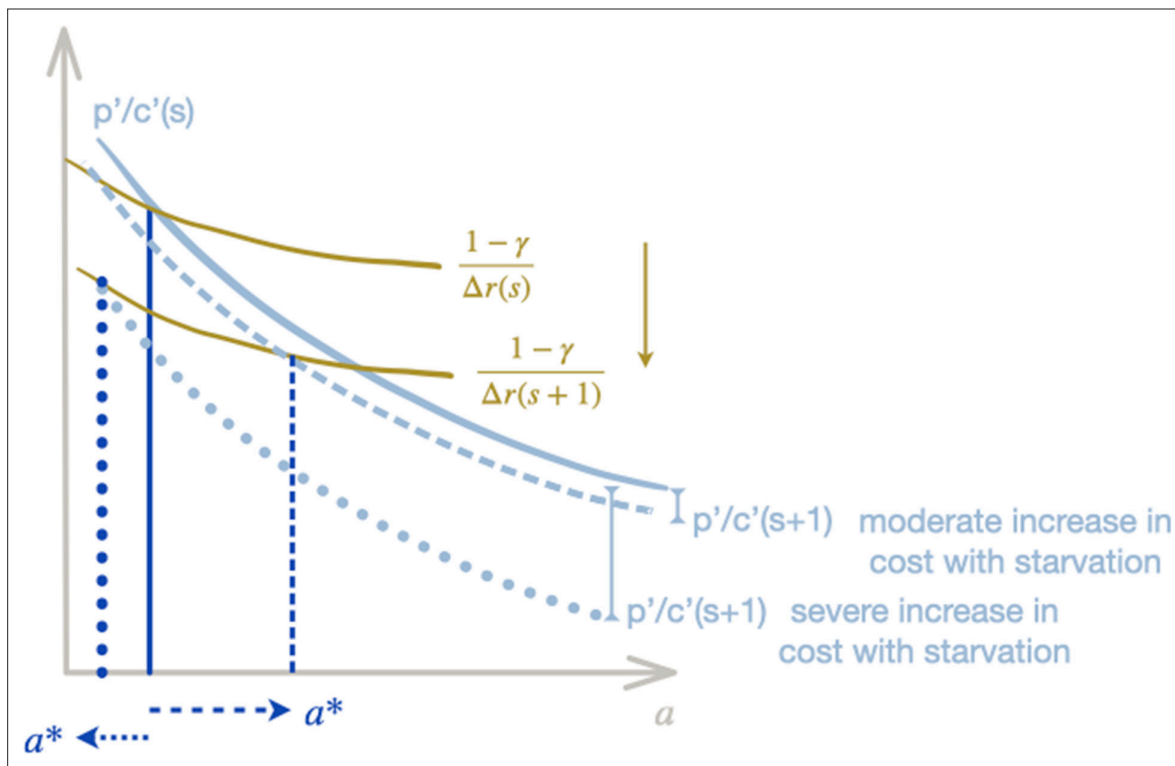 p'/c'(s)
1 − γ
Δr(s)
1 − γ
Δr(s + 1)
p'/c'(s+1) moderate increase in
cost with starvation
p'/c'(s+1) severe increase in
cost with starvation
a
a*
a*